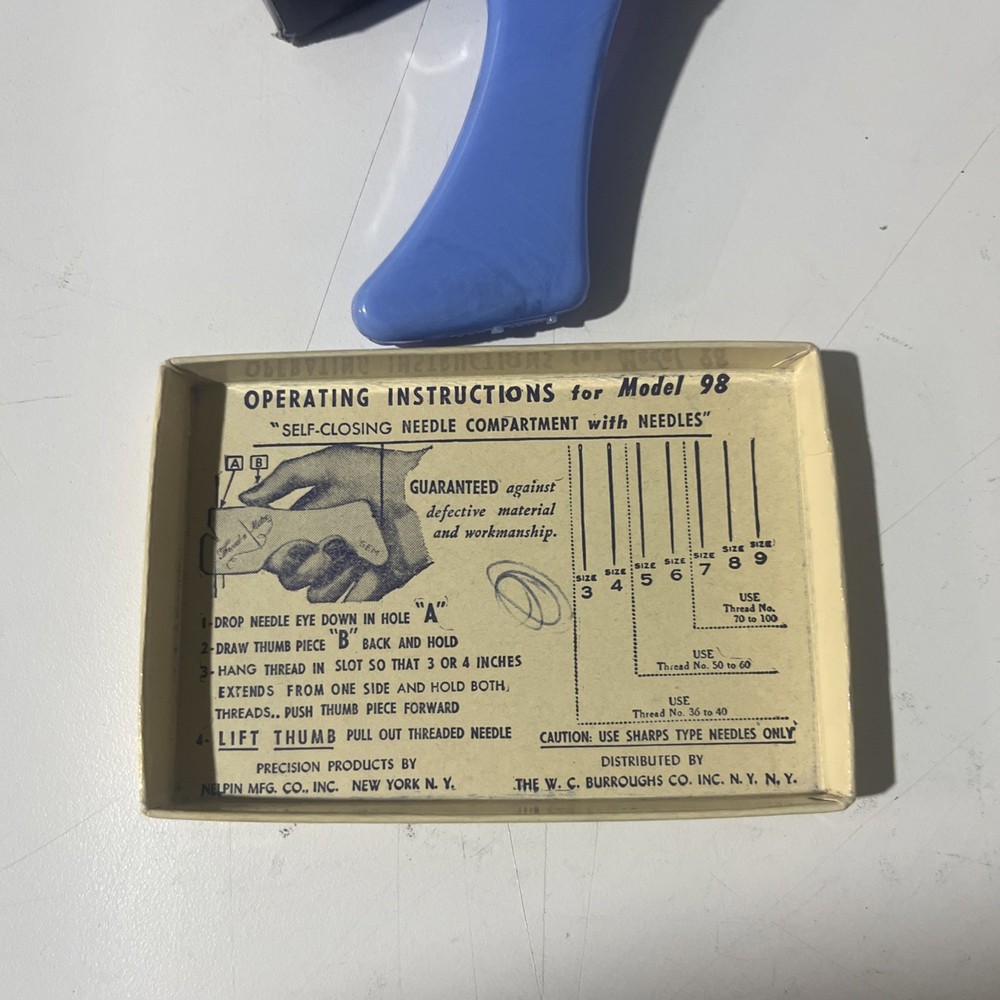 OPERATING INSTRUCTIONS for Model 98
"SELF-CLOSING NEEDLE COMPARTMENT with NEEDLES"
A B
GUARANTEED against
defective material
and workmanship.
GEM
1-DROP NEEDLE EYE DOWN IN HOLE "A"
2-DRAW THUMB PIECE "B" BACK AND HOLD
3-HANG THREAD IN SLOT SO THAT 3 OR 4 INCHES
EXTENDS FROM ONE SIDE AND HOLD BOTH,
THREADS.. PUSH THUMB PIECE FORWARD
4-LIFT THUMB PULL OUT THREADED NEEDLE
PRECISION PRODUCTS BY
NELPIN MFG. CO., INC. NEW YORK N. Y.
SIZE 3
SIZE 4
SIZE 5
SIZE 6
SIZE 7
SIZE 8
SIZE 9
USE
Thread No.
70 to 100
USE
Thread No. 50 to 60
USE
Thread No. 36 to 40
CAUTION: USE SHARPS TYPE NEEDLES ONLY
DISTRIBUTED BY
THE W. C. BURROUGHS CO. INC. N. Y. N. Y.